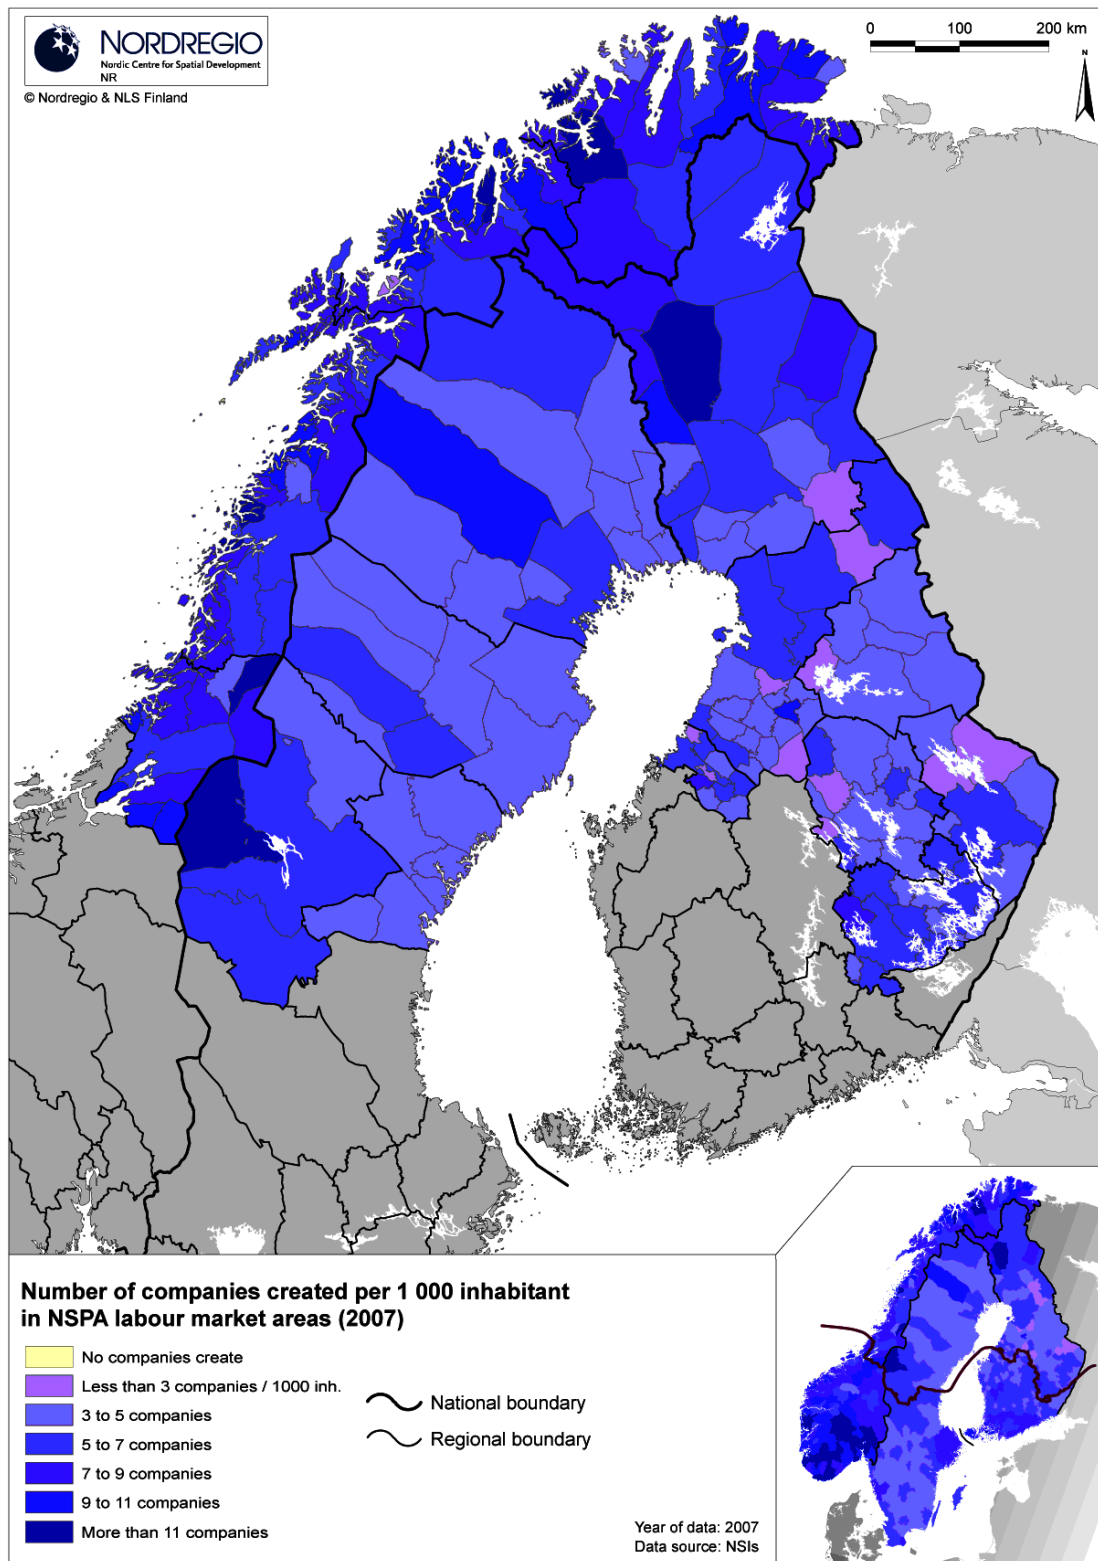 NORDREGIO
Nordic Centre for Spatial Development
NR
© Nordregio & NLS Finland
0 100 200 km
N
Number of companies created per 1 000 inhabitant
in NSPA labour market areas (2007)
No companies create
Less than 3 companies / 1000 inh.
3 to 5 companies
5 to 7 companies
7 to 9 companies
9 to 11 companies
More than 11 companies
National boundary
Regional boundary
Year of data: 2007
Data source: NSIs